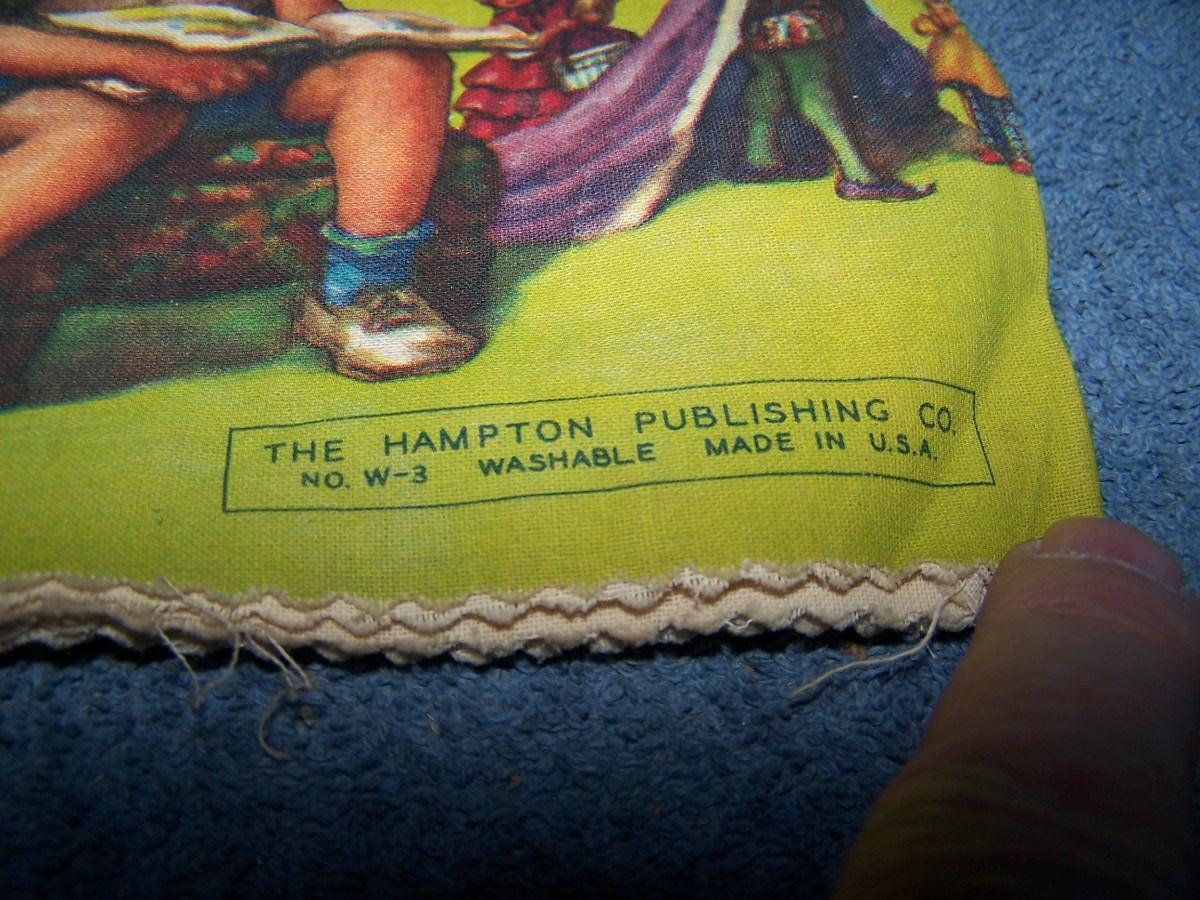 THE HAMPTON PUBLISHING CO.
NO. W-3 WASHABLE MADE IN U.S.A.